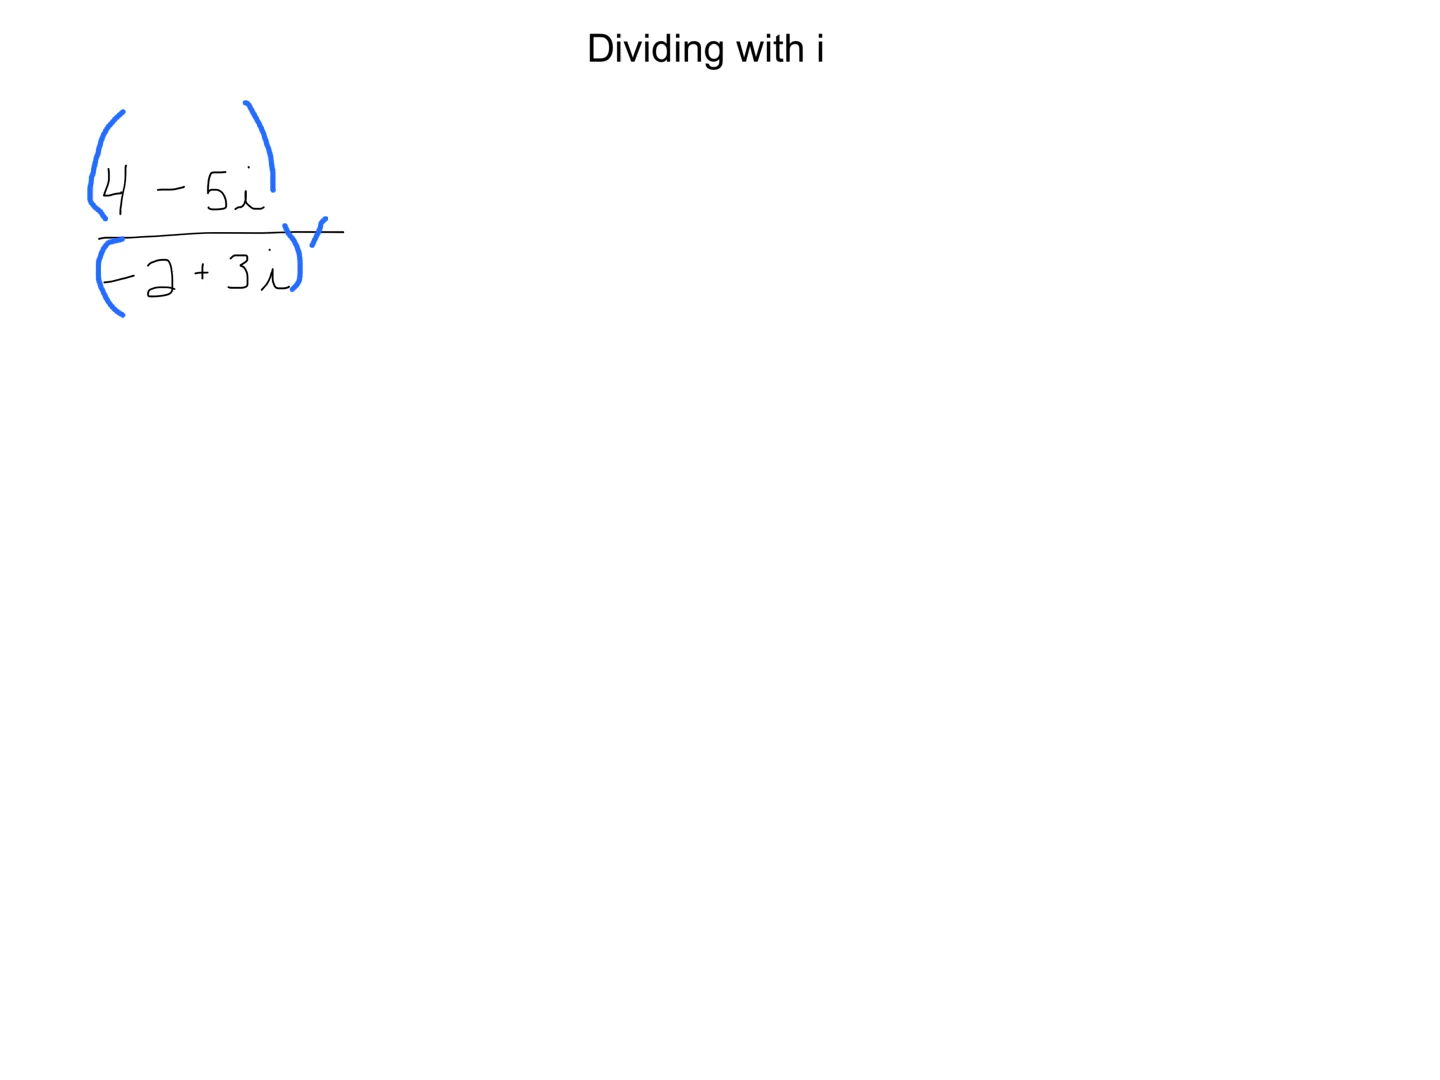 Dividing with i
(4 - 5i)
(-2 + 3i)